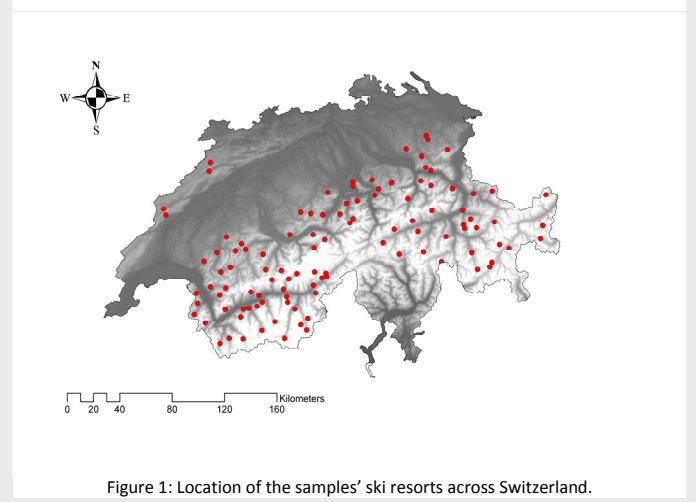 N
W E
S
Kilometers
0 20 40 80 120 160
Figure 1: Location of the samples’ ski resorts across Switzerland.